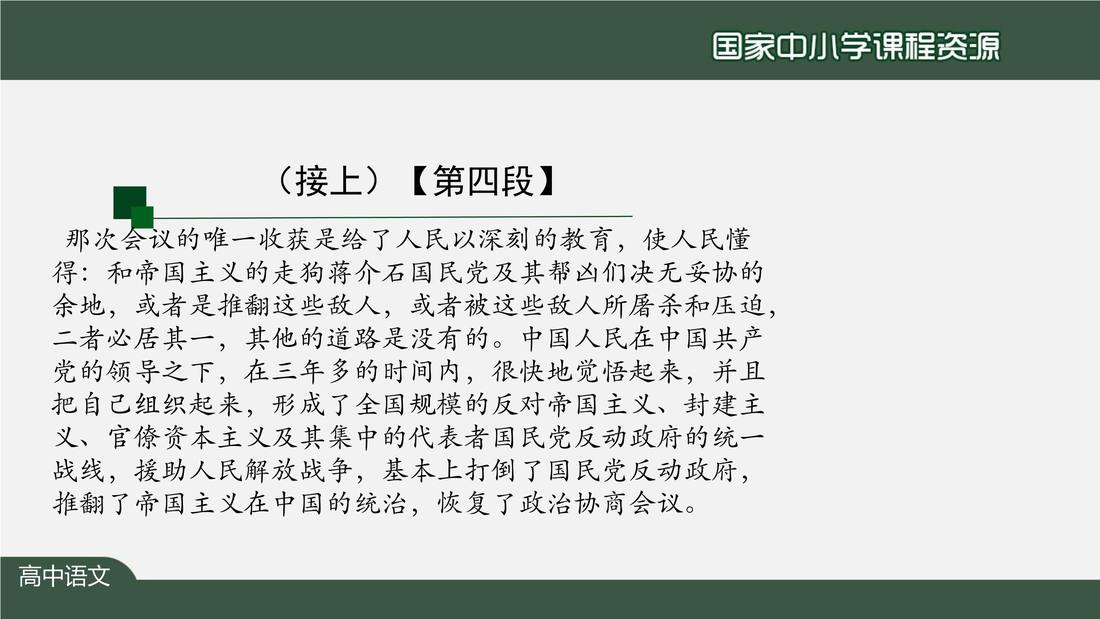 国家中小学课程资源
（接上）【第四段】
那次会议的唯一收获是给了人民以深刻的教育，使人民懂
得：和帝国主义的走狗蒋介石国民党及其帮凶们决无妥协的
余地，或者是推翻这些敌人，或者被这些敌人所屠杀和压迫，
二者必居其一，其他的道路是没有的。中国人民在中国共产
党的领导之下，在三年多的时间内，很快地觉悟起来，并且
把自己组织起来，形成了全国规模的反对帝国主义、封建主
义、官僚资本主义及其集中的代表者国民党反动政府的统一
战线，援助人民解放战争，基本上打倒了国民党反动政府，
推翻了帝国主义在中国的统治，恢复了政治协商会议。
高中语文